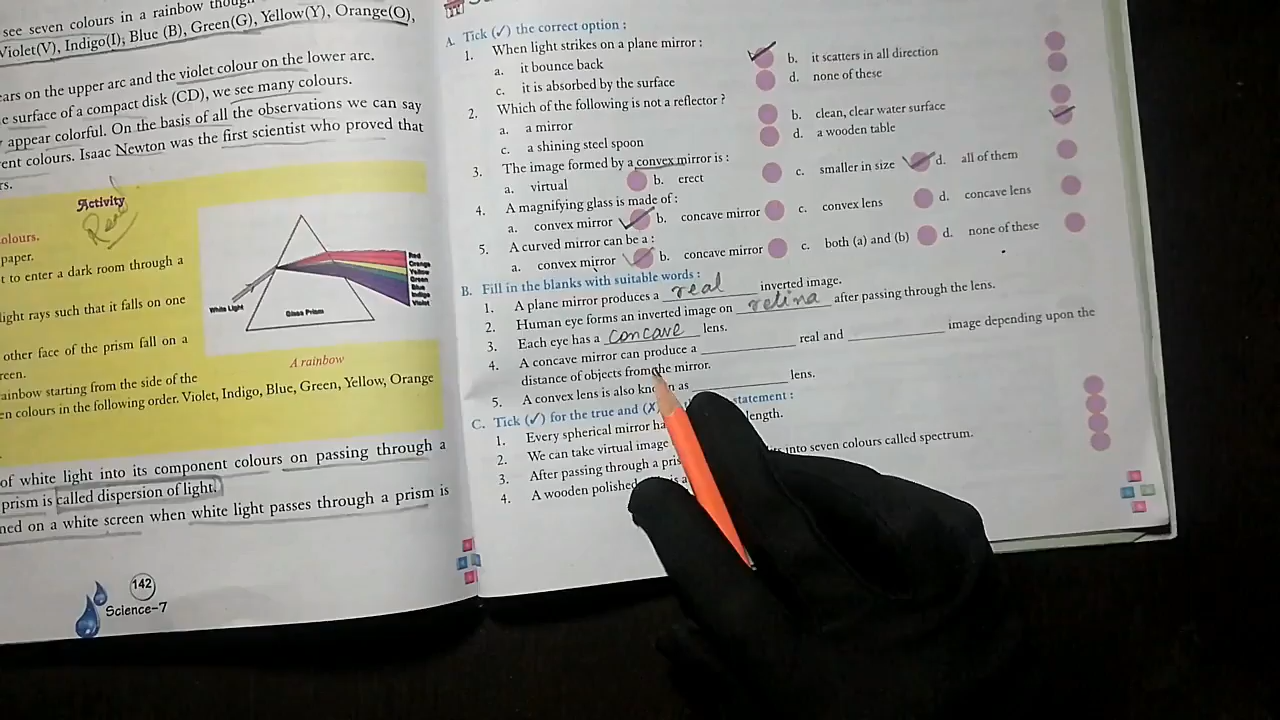 see seven colours in a rainbow though
Violet(V), Indigo(I); Blue (B), Green(G), Yellow(Y), Orange(O),
ears on the upper arc and the violet colour on the lower arc.
e surface of a compact disk (CD), we see many colours.
appear colorful. On the basis of all the observations we can say
ent colours. Isaac Newton was the first scientist who proved that
rs.
Activity
Read
olours.
paper.
t to enter a dark room through a
light rays such that it falls on one
other face of the prism fall on a
reen.
ainbow starting from the side of the
en colours in the following order. Violet, Indigo, Blue, Green, Yellow, Orange
White Light
Glass Prism
Red
Orange
Yellow
Green
Blue
Indigo
Violet
A rainbow
of white light into its component colours on passing through a
prism is called dispersion of light.
ned on a white screen when white light passes through a prism is
142
Science-7
A. Tick (✓) the correct option :
1. When light strikes on a plane mirror :
a. it bounce back b. it scatters in all direction
c. it is absorbed by the surface d. none of these
2. Which of the following is not a reflector ?
a. a mirror b. clean, clear water surface
c. a shining steel spoon d. a wooden table
3. The image formed by a convex mirror is :
a. virtual b. erect c. smaller in size d. all of them
4. A magnifying glass is made of :
a. convex mirror b. concave mirror c. convex lens d. concave lens
5. A curved mirror can be a :
a. convex mirror b. concave mirror c. both (a) and (b) d. none of these
B. Fill in the blanks with suitable words :
1. A plane mirror produces a real inverted image.
2. Human eye forms an inverted image on retina after passing through the lens.
3. Each eye has a concave lens.
4. A concave mirror can produce a ____________ real and ____________ image depending upon the
distance of objects from the mirror.
5. A convex lens is also known as ____________ lens.
C. Tick (✓) for the true and (X) statement :
1. Every spherical mirror ha length.
2. We can take virtual image
3. After passing through a pris into seven colours called spectrum.
4. A wooden polished is a